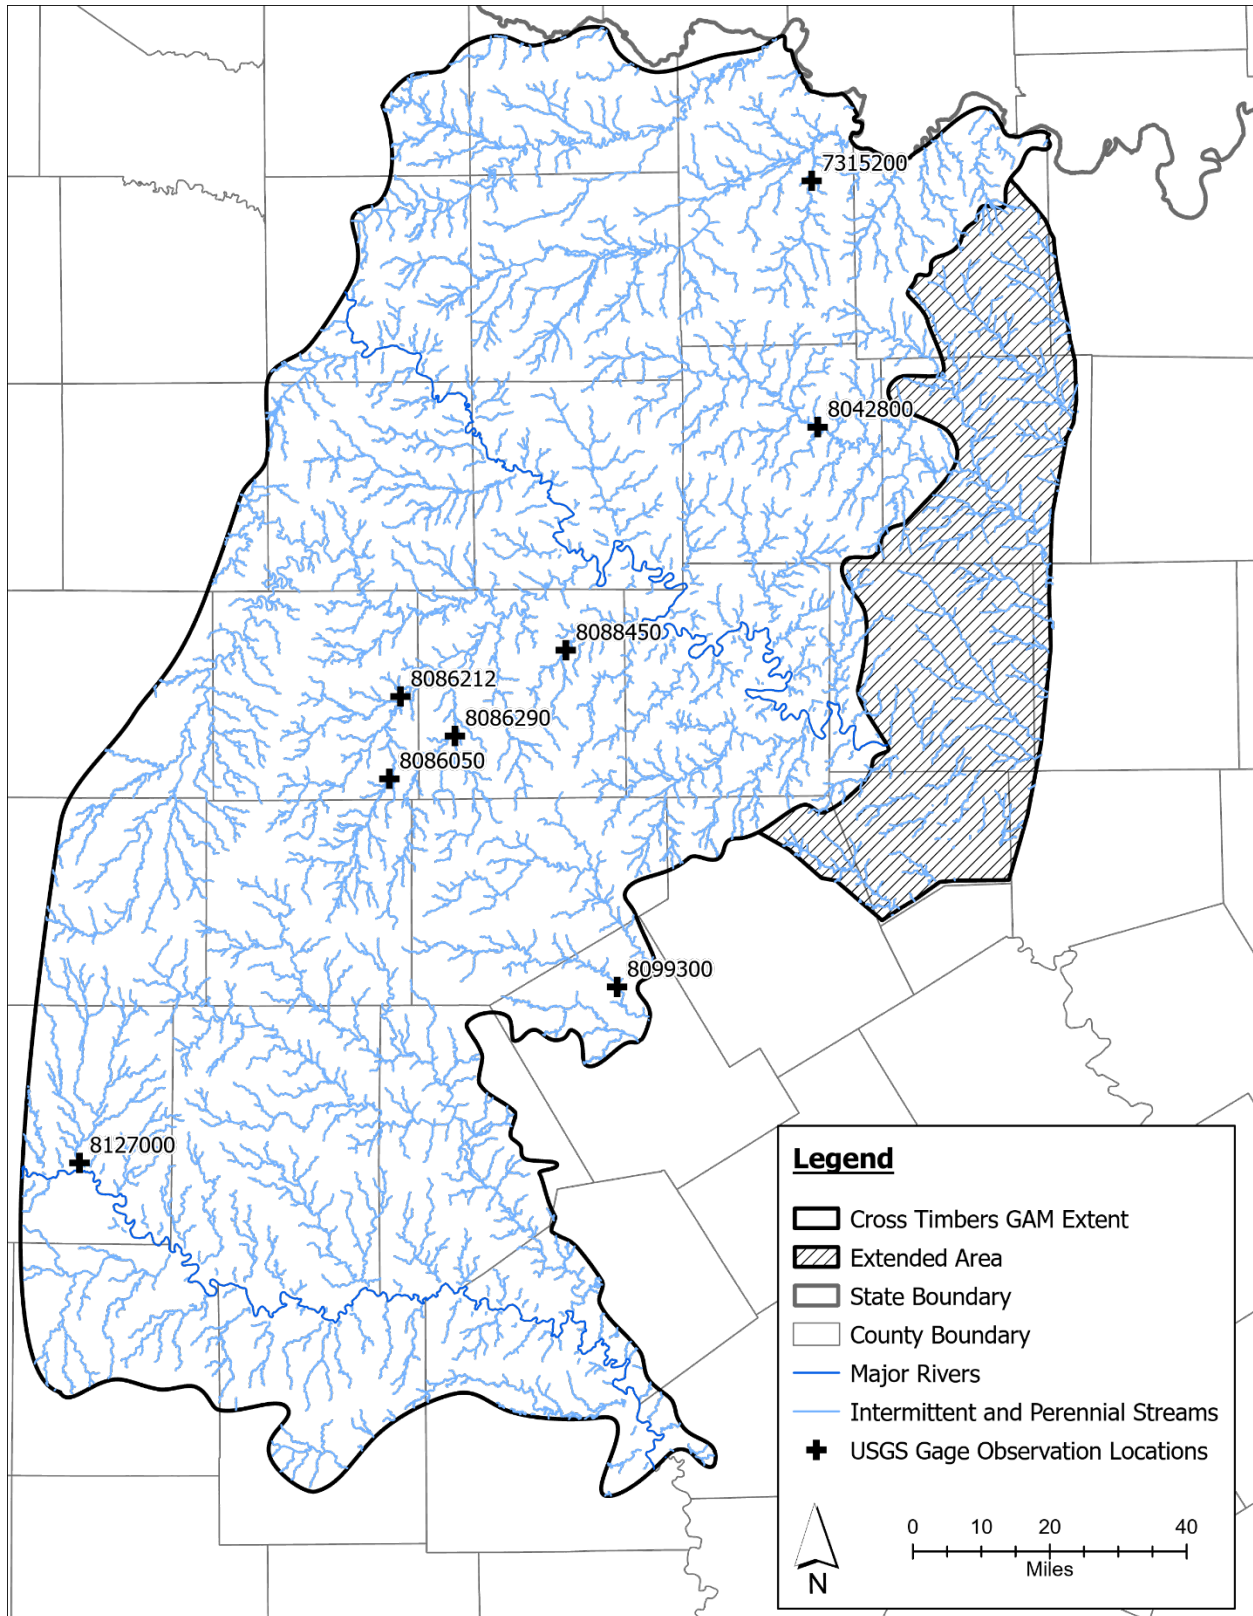 7315200
8042800
8088450
8086212
8086290
8086050
8099300
8127000
Legend
Cross Timbers GAM Extent
Extended Area
State Boundary
County Boundary
Major Rivers
Intermittent and Perennial Streams
USGS Gage Observation Locations
N
0 10 20 40
Miles